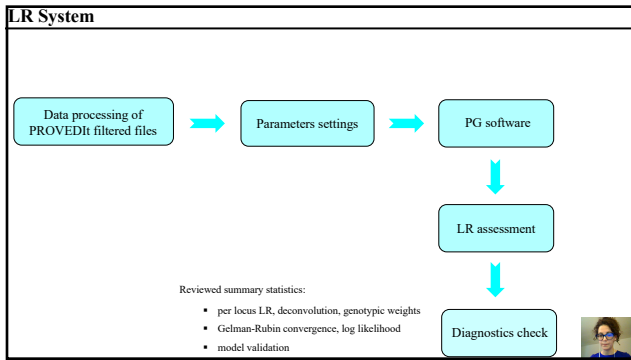 LR System
Data processing of
PROVEDIt filtered files
Parameters settings
PG software
LR assessment
Reviewed summary statistics:
▪ per locus LR, deconvolution, genotypic weights
▪ Gelman-Rubin convergence, log likelihood
▪ model validation
Diagnostics check